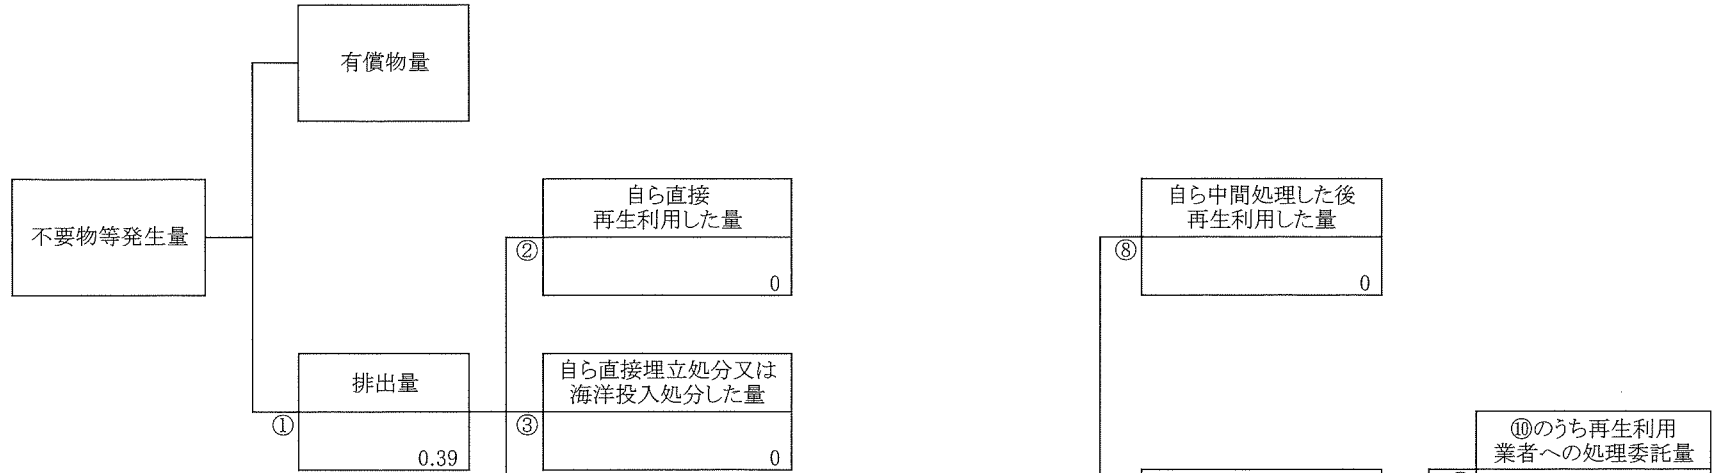 有償物量
不要物等発生量
自ら直接
再生利用した量
②
0
自ら中間処理した後
再生利用した量
⑧
0
排出量
①
0.39
自ら直接埋立処分又は
海洋投入処分した量
③
0
⑩のうち再生利用
業者への処理委託量